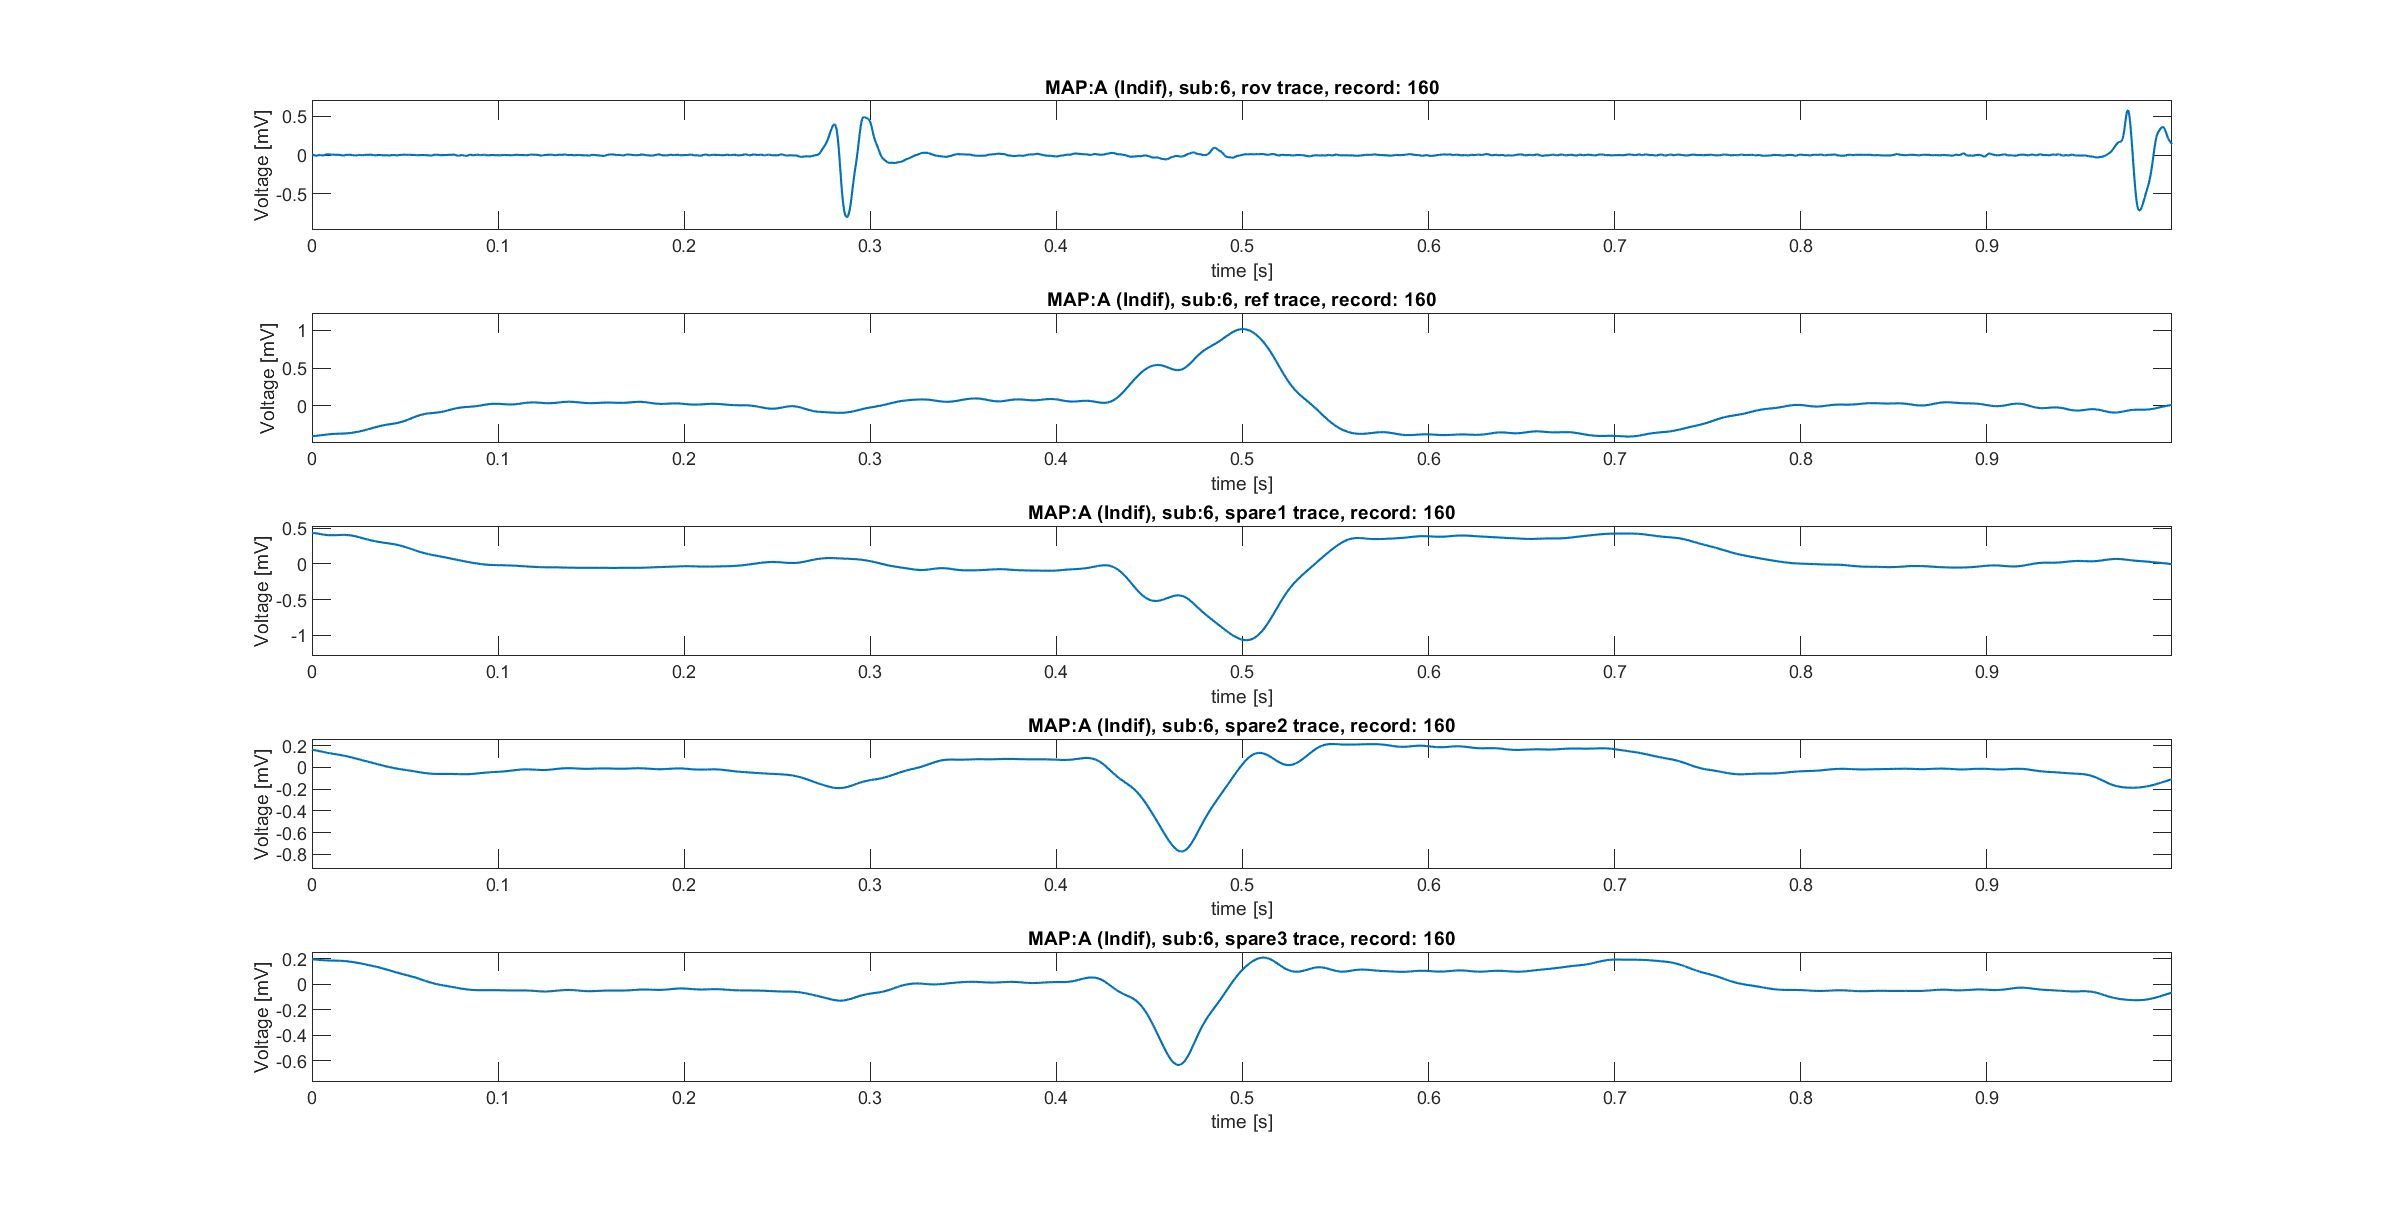 MAP:A (Indif), sub:6, rov trace, record: 160
Voltage [mV]
0.5
0
-0.5
0 0.1 0.2 0.3 0.4 0.5 0.6 0.7 0.8 0.9
time [s]
MAP:A (Indif), sub:6, ref trace, record: 160
Voltage [mV]
1
0.5
0
0 0.1 0.2 0.3 0.4 0.5 0.6 0.7 0.8 0.9
time [s]
MAP:A (Indif), sub:6, spare1 trace, record: 160
Voltage [mV]
0.5
0
-0.5
-1
0 0.1 0.2 0.3 0.4 0.5 0.6 0.7 0.8 0.9
time [s]
MAP:A (Indif), sub:6, spare2 trace, record: 160
Voltage [mV]
0.2
0
-0.2
-0.4
-0.6
-0.8
0 0.1 0.2 0.3 0.4 0.5 0.6 0.7 0.8 0.9
time [s]
MAP:A (Indif), sub:6, spare3 trace, record: 160
Voltage [mV]
0.2
0
-0.2
-0.4
-0.6
0 0.1 0.2 0.3 0.4 0.5 0.6 0.7 0.8 0.9
time [s]